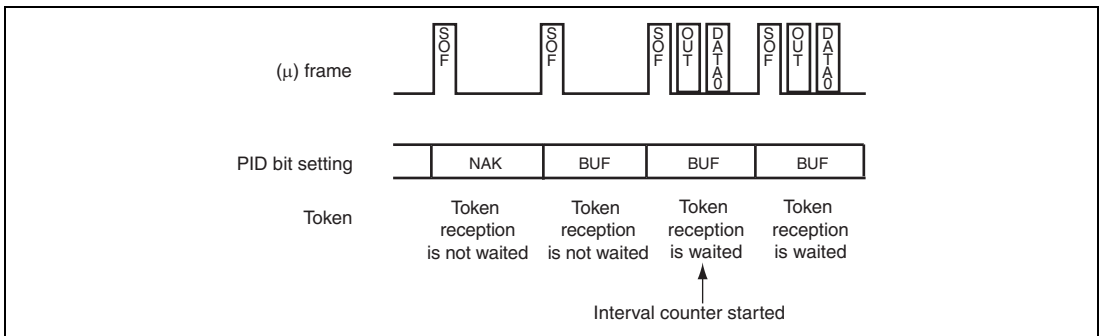 SOF
SOF
SOF
OUT
DATA0
SOF
OUT
DATA0
(μ) frame
PID bit setting
NAK
BUF
BUF
BUF
Token
Token
reception
is not waited
Token
reception
is not waited
Token
reception
is waited
Token
reception
is waited
Interval counter started